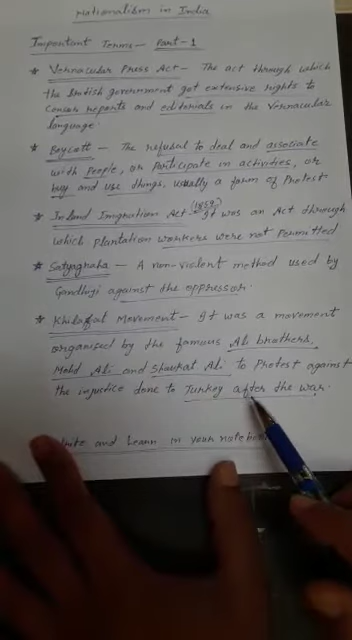 Nationalism in India
Important Terms- Part-1
* Vernacular Press Act - The act through which
the British government got extensive rights to
Censor reports and editorials in the Vernacular
language.
* Boycott - The refusal to deal and associate
with People, or Participate in activities, or
buy and use things, usually a form of Protest
* Inland Emigration Act (1859) It was an Act through
which plantation workers were not Permitted
* Satyagraha - A non-violent method used by
Gandhiji against the oppressor.
* Khilafat Movement - It was a movement
organised by the famous Ali brothers,
Mohd Ali and Shaukat Ali to Protest against
the injustice done to Turkey after the war.
Write and Learn in your